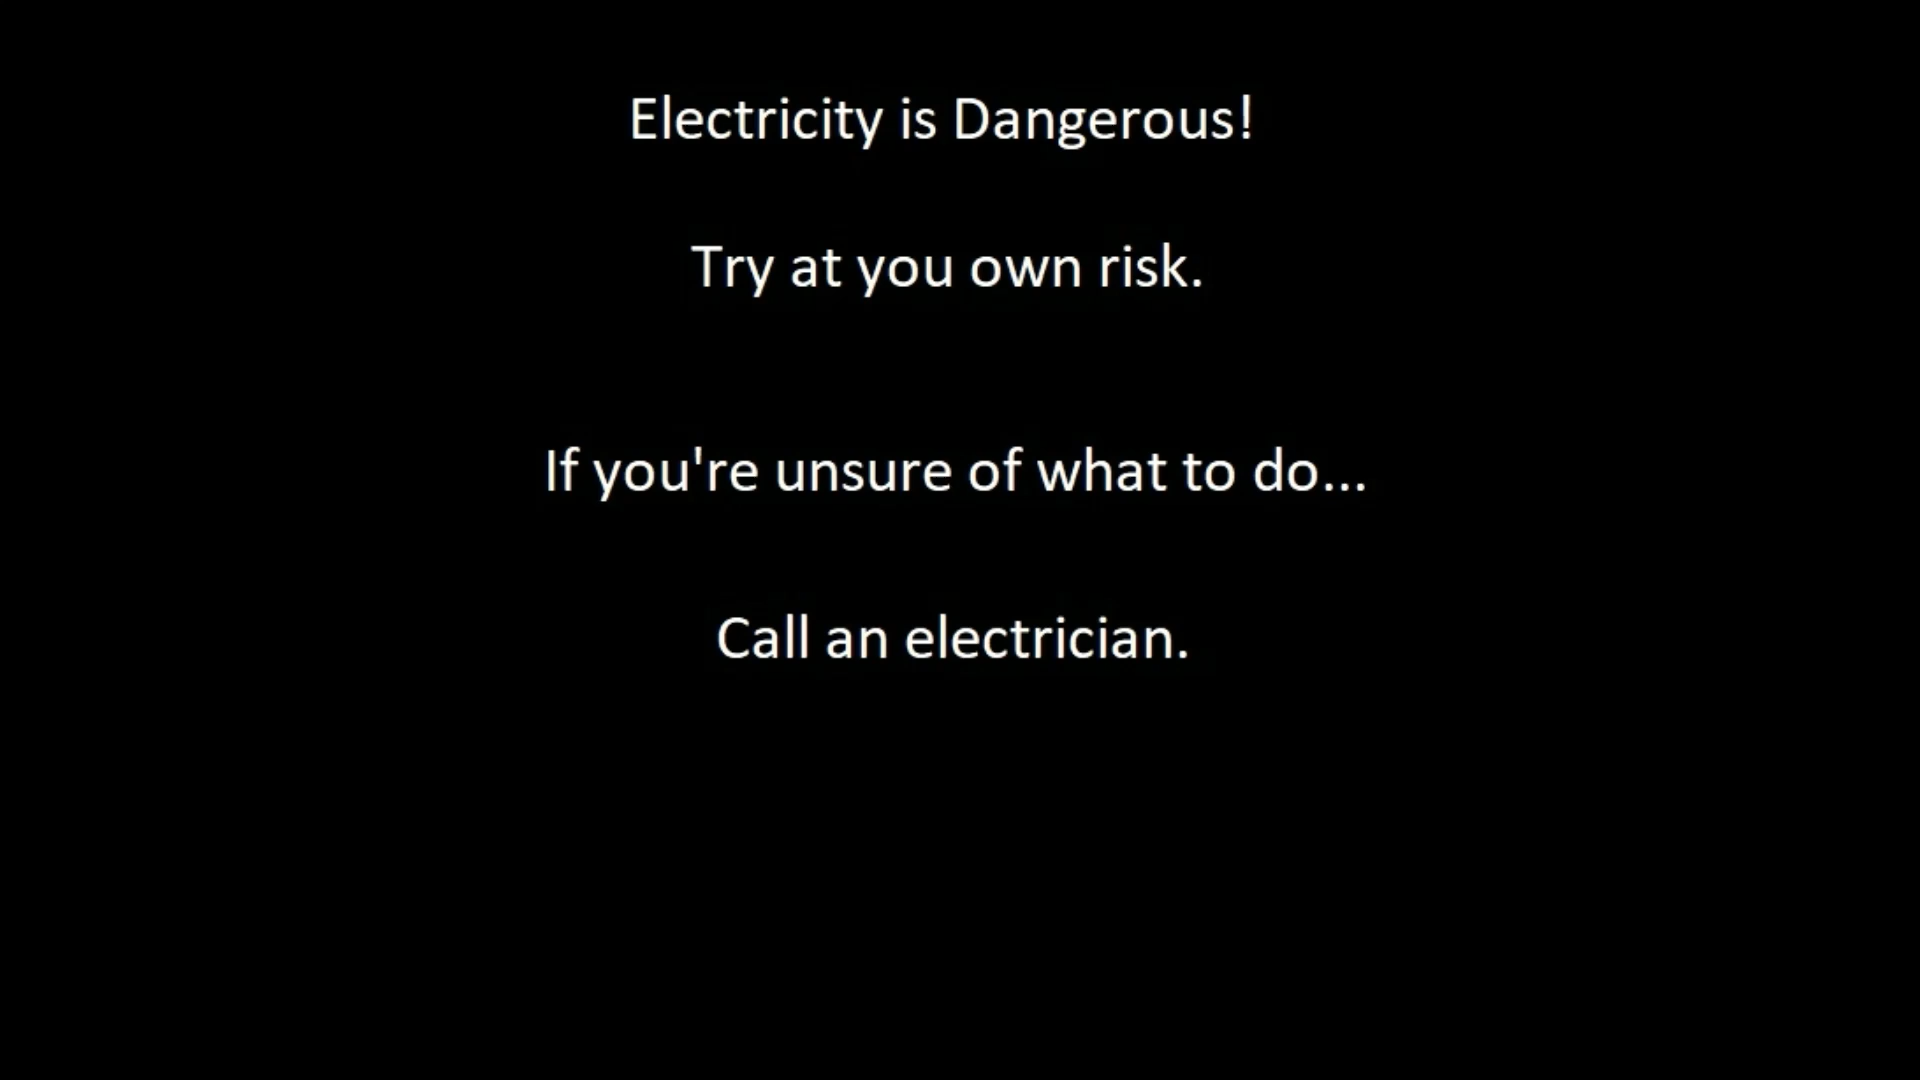 Electricity is Dangerous!
Try at you own risk.
If you're unsure of what to do...
Call an electrician.